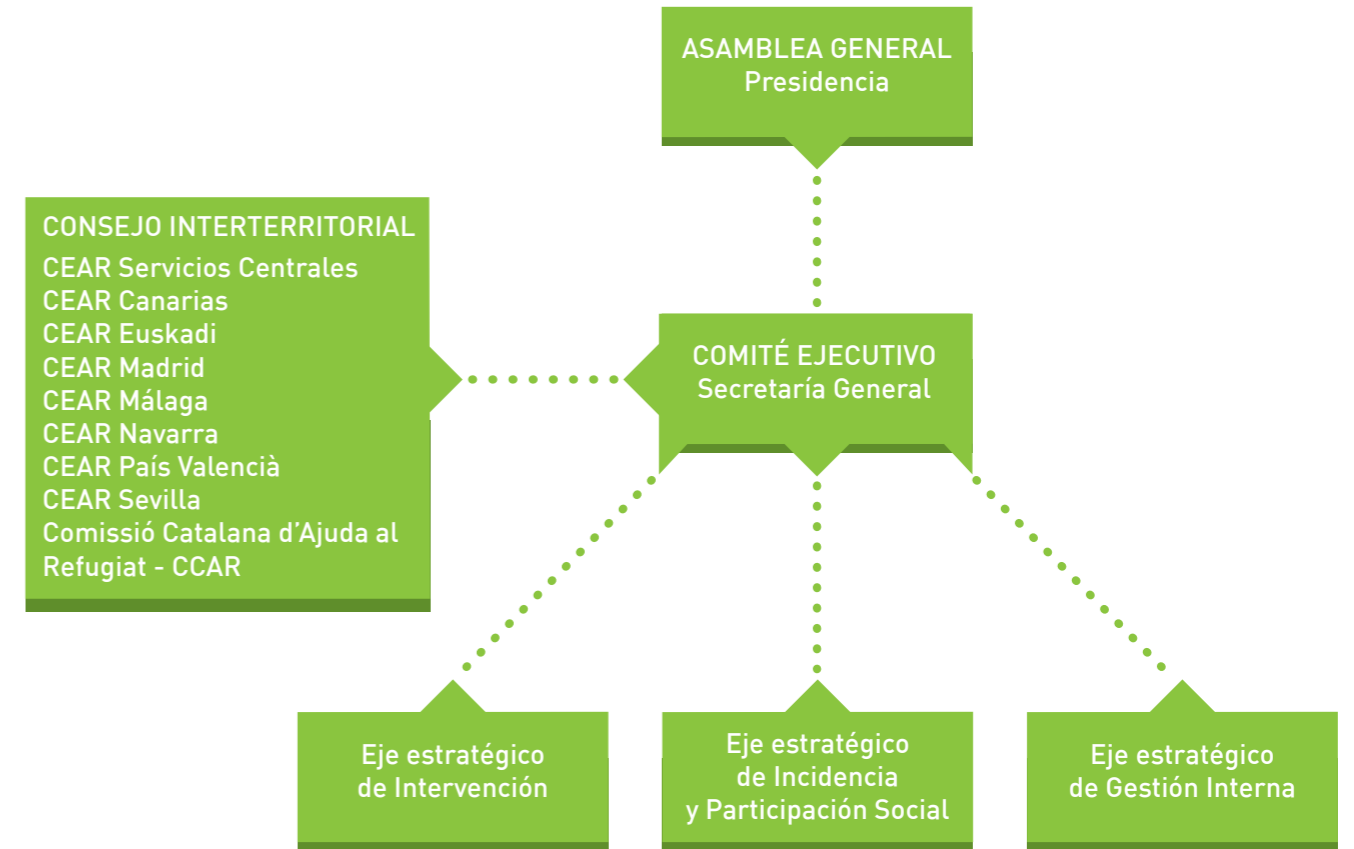 ASAMBLEA GENERAL
Presidencia
CONSEJO INTERTERRITORIAL
CEAR Servicios Centrales
CEAR Canarias
CEAR Euskadi
CEAR Madrid
CEAR Málaga
CEAR Navarra
CEAR País Valencià
CEAR Sevilla
Comissió Catalana d’Ajuda al
Refugiat - CCAR
COMITÉ EJECUTIVO
Secretaría General
Eje estratégico
de Intervención
Eje estratégico
de Incidencia
y Participación Social
Eje estratégico
de Gestión Interna